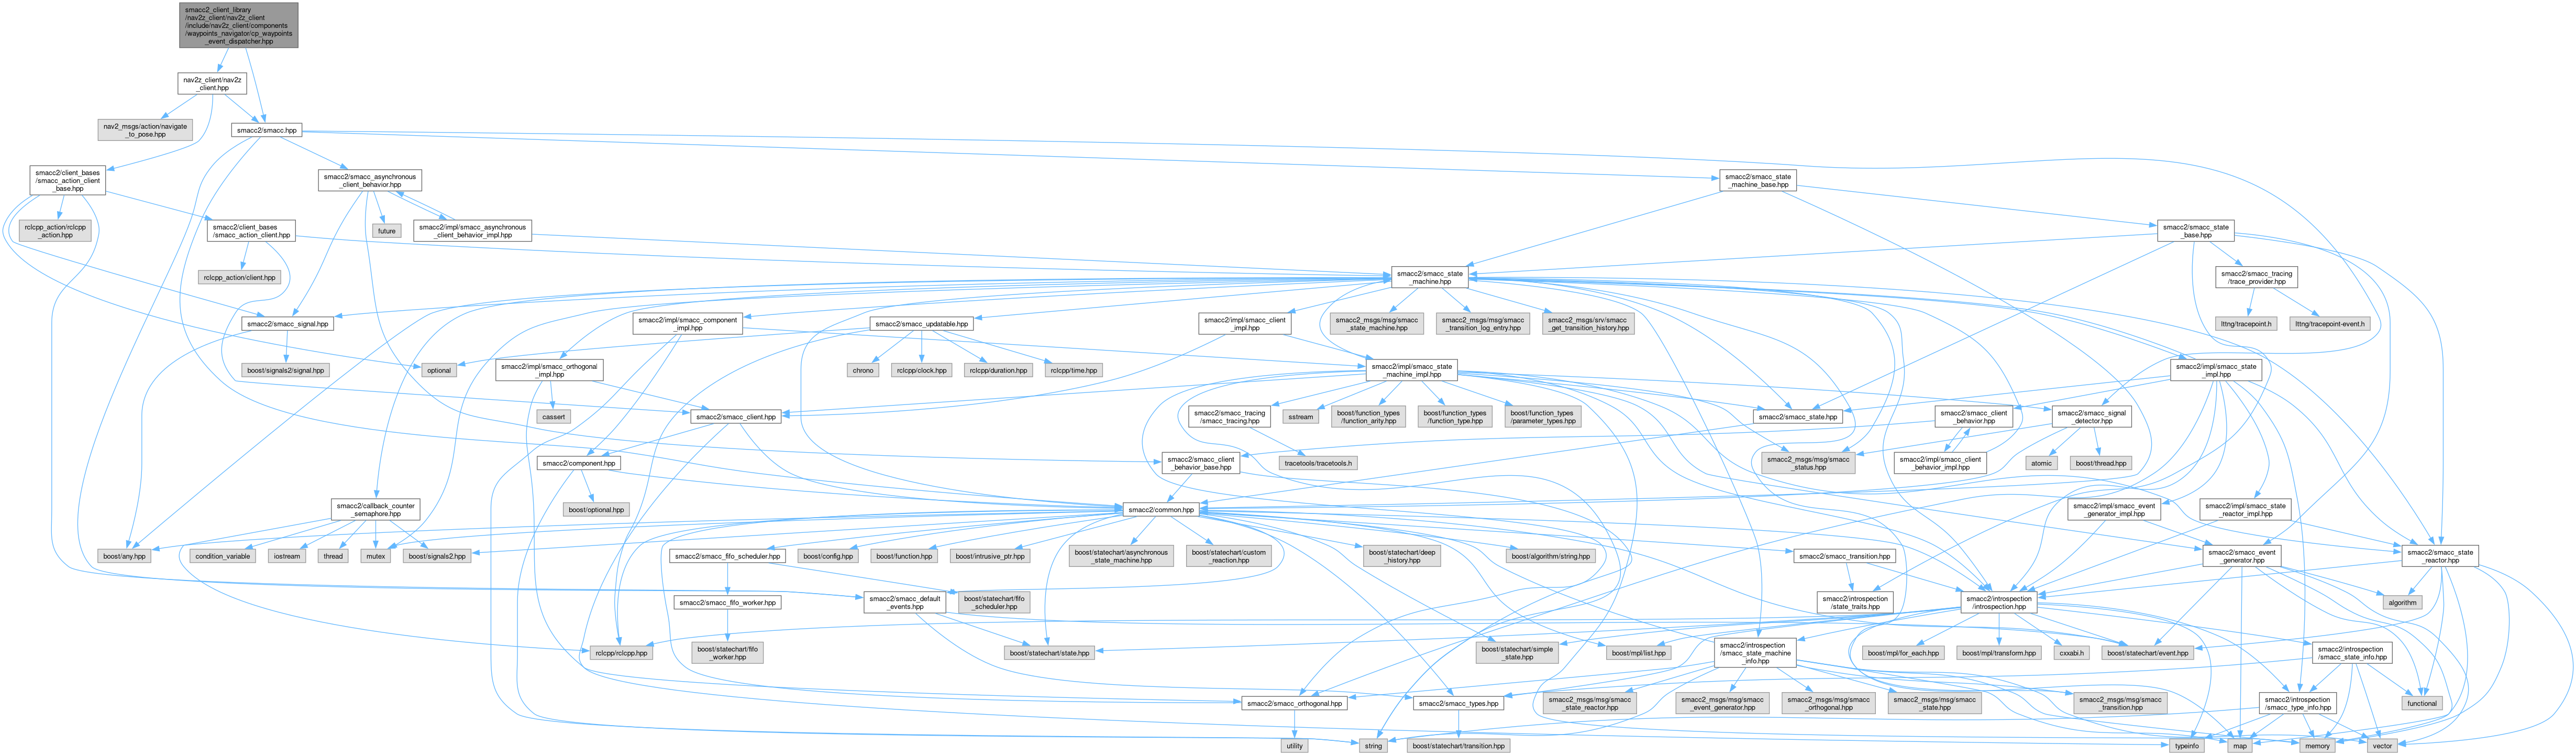 smacc2_client_library
/nav2z_client/nav2z_client
/include/nav2z_client/components
/waypoints_navigator/cp_waypoints
_event_dispatcher.hpp
nav2z_client/nav2z
_client.hpp
nav2_msgs/action/navigate
_to_pose.hpp
smacc2/smacc.hpp
smacc2/client_bases
/smacc_action_client
_base.hpp
smacc2/smacc_asynchronous
_client_behavior.hpp
smacc2/smacc_state
_machine_base.hpp
rclcpp_action/rclcpp
_action.hpp
smacc2/client_bases
/smacc_action_client.hpp
future
smacc2/impl/smacc_asynchronous
_client_behavior_impl.hpp
smacc2/smacc_state
_base.hpp
rclcpp_action/client.hpp
smacc2/smacc_state
_machine.hpp
smacc2/smacc_tracing
/trace_provider.hpp
smacc2/smacc_signal.hpp
smacc2/impl/smacc_component
_impl.hpp
smacc2/smacc_updatable.hpp
smacc2/impl/smacc_client
_impl.hpp
smacc2_msgs/msg/smacc
_state_machine.hpp
smacc2_msgs/msg/smacc
_transition_log_entry.hpp
smacc2_msgs/srv/smacc
_get_transition_history.hpp
lttng/tracepoint.h
lttng/tracepoint-event.h
boost/signals2/signal.hpp
optional
smacc2/impl/smacc_orthogonal
_impl.hpp
chrono
rclcpp/clock.hpp
rclcpp/duration.hpp
rclcpp/time.hpp
smacc2/impl/smacc_state
_machine_impl.hpp
smacc2/impl/smacc_state
_impl.hpp
cassert
smacc2/smacc_client.hpp
smacc2/smacc_tracing
/smacc_tracing.hpp
sstream
boost/function_types
/function_arity.hpp
boost/function_types
/function_type.hpp
boost/function_types
/parameter_types.hpp
smacc2/smacc_state.hpp
smacc2/smacc_client
_behavior.hpp
smacc2/smacc_signal
_detector.hpp
smacc2/component.hpp
smacc2/smacc_client
_behavior_base.hpp
tracetools/tracetools.h
smacc2_msgs/msg/smacc
_status.hpp
smacc2/impl/smacc_client
_behavior_impl.hpp
atomic
boost/thread.hpp
smacc2/callback_counter
_semaphore.hpp
boost/optional.hpp
smacc2/common.hpp
smacc2/impl/smacc_event
_generator_impl.hpp
smacc2/impl/smacc_state
_reactor_impl.hpp
boost/any.hpp
condition_variable
iostream
thread
mutex
boost/signals2.hpp
smacc2/smacc_fifo_scheduler.hpp
boost/config.hpp
boost/function.hpp
boost/intrusive_ptr.hpp
boost/statechart/asynchronous
_state_machine.hpp
boost/statechart/custom
_reaction.hpp
boost/statechart/deep
_history.hpp
boost/algorithm/string.hpp
smacc2/smacc_transition.hpp
smacc2/smacc_event
_generator.hpp
smacc2/smacc_state
_reactor.hpp
smacc2/smacc_fifo_worker.hpp
smacc2/smacc_default
_events.hpp
boost/statechart/fifo
_scheduler.hpp
smacc2/introspection
/state_traits.hpp
smacc2/introspection
/introspection.hpp
algorithm
rclcpp/rclcpp.hpp
boost/statechart/fifo
_worker.hpp
boost/statechart/state.hpp
boost/statechart/simple
_state.hpp
boost/mpl/list.hpp
smacc2/introspection
/smacc_state_machine
_info.hpp
boost/mpl/for_each.hpp
boost/mpl/transform.hpp
cxxabi.h
boost/statechart/event.hpp
smacc2/introspection
/smacc_state_info.hpp
smacc2/smacc_orthogonal.hpp
smacc2/smacc_types.hpp
smacc2_msgs/msg/smacc
_state_reactor.hpp
smacc2_msgs/msg/smacc
_event_generator.hpp
smacc2_msgs/msg/smacc
_orthogonal.hpp
smacc2_msgs/msg/smacc
_state.hpp
smacc2_msgs/msg/smacc
_transition.hpp
smacc2/introspection
/smacc_type_info.hpp
functional
utility
string
boost/statechart/transition.hpp
typeinfo
map
memory
vector